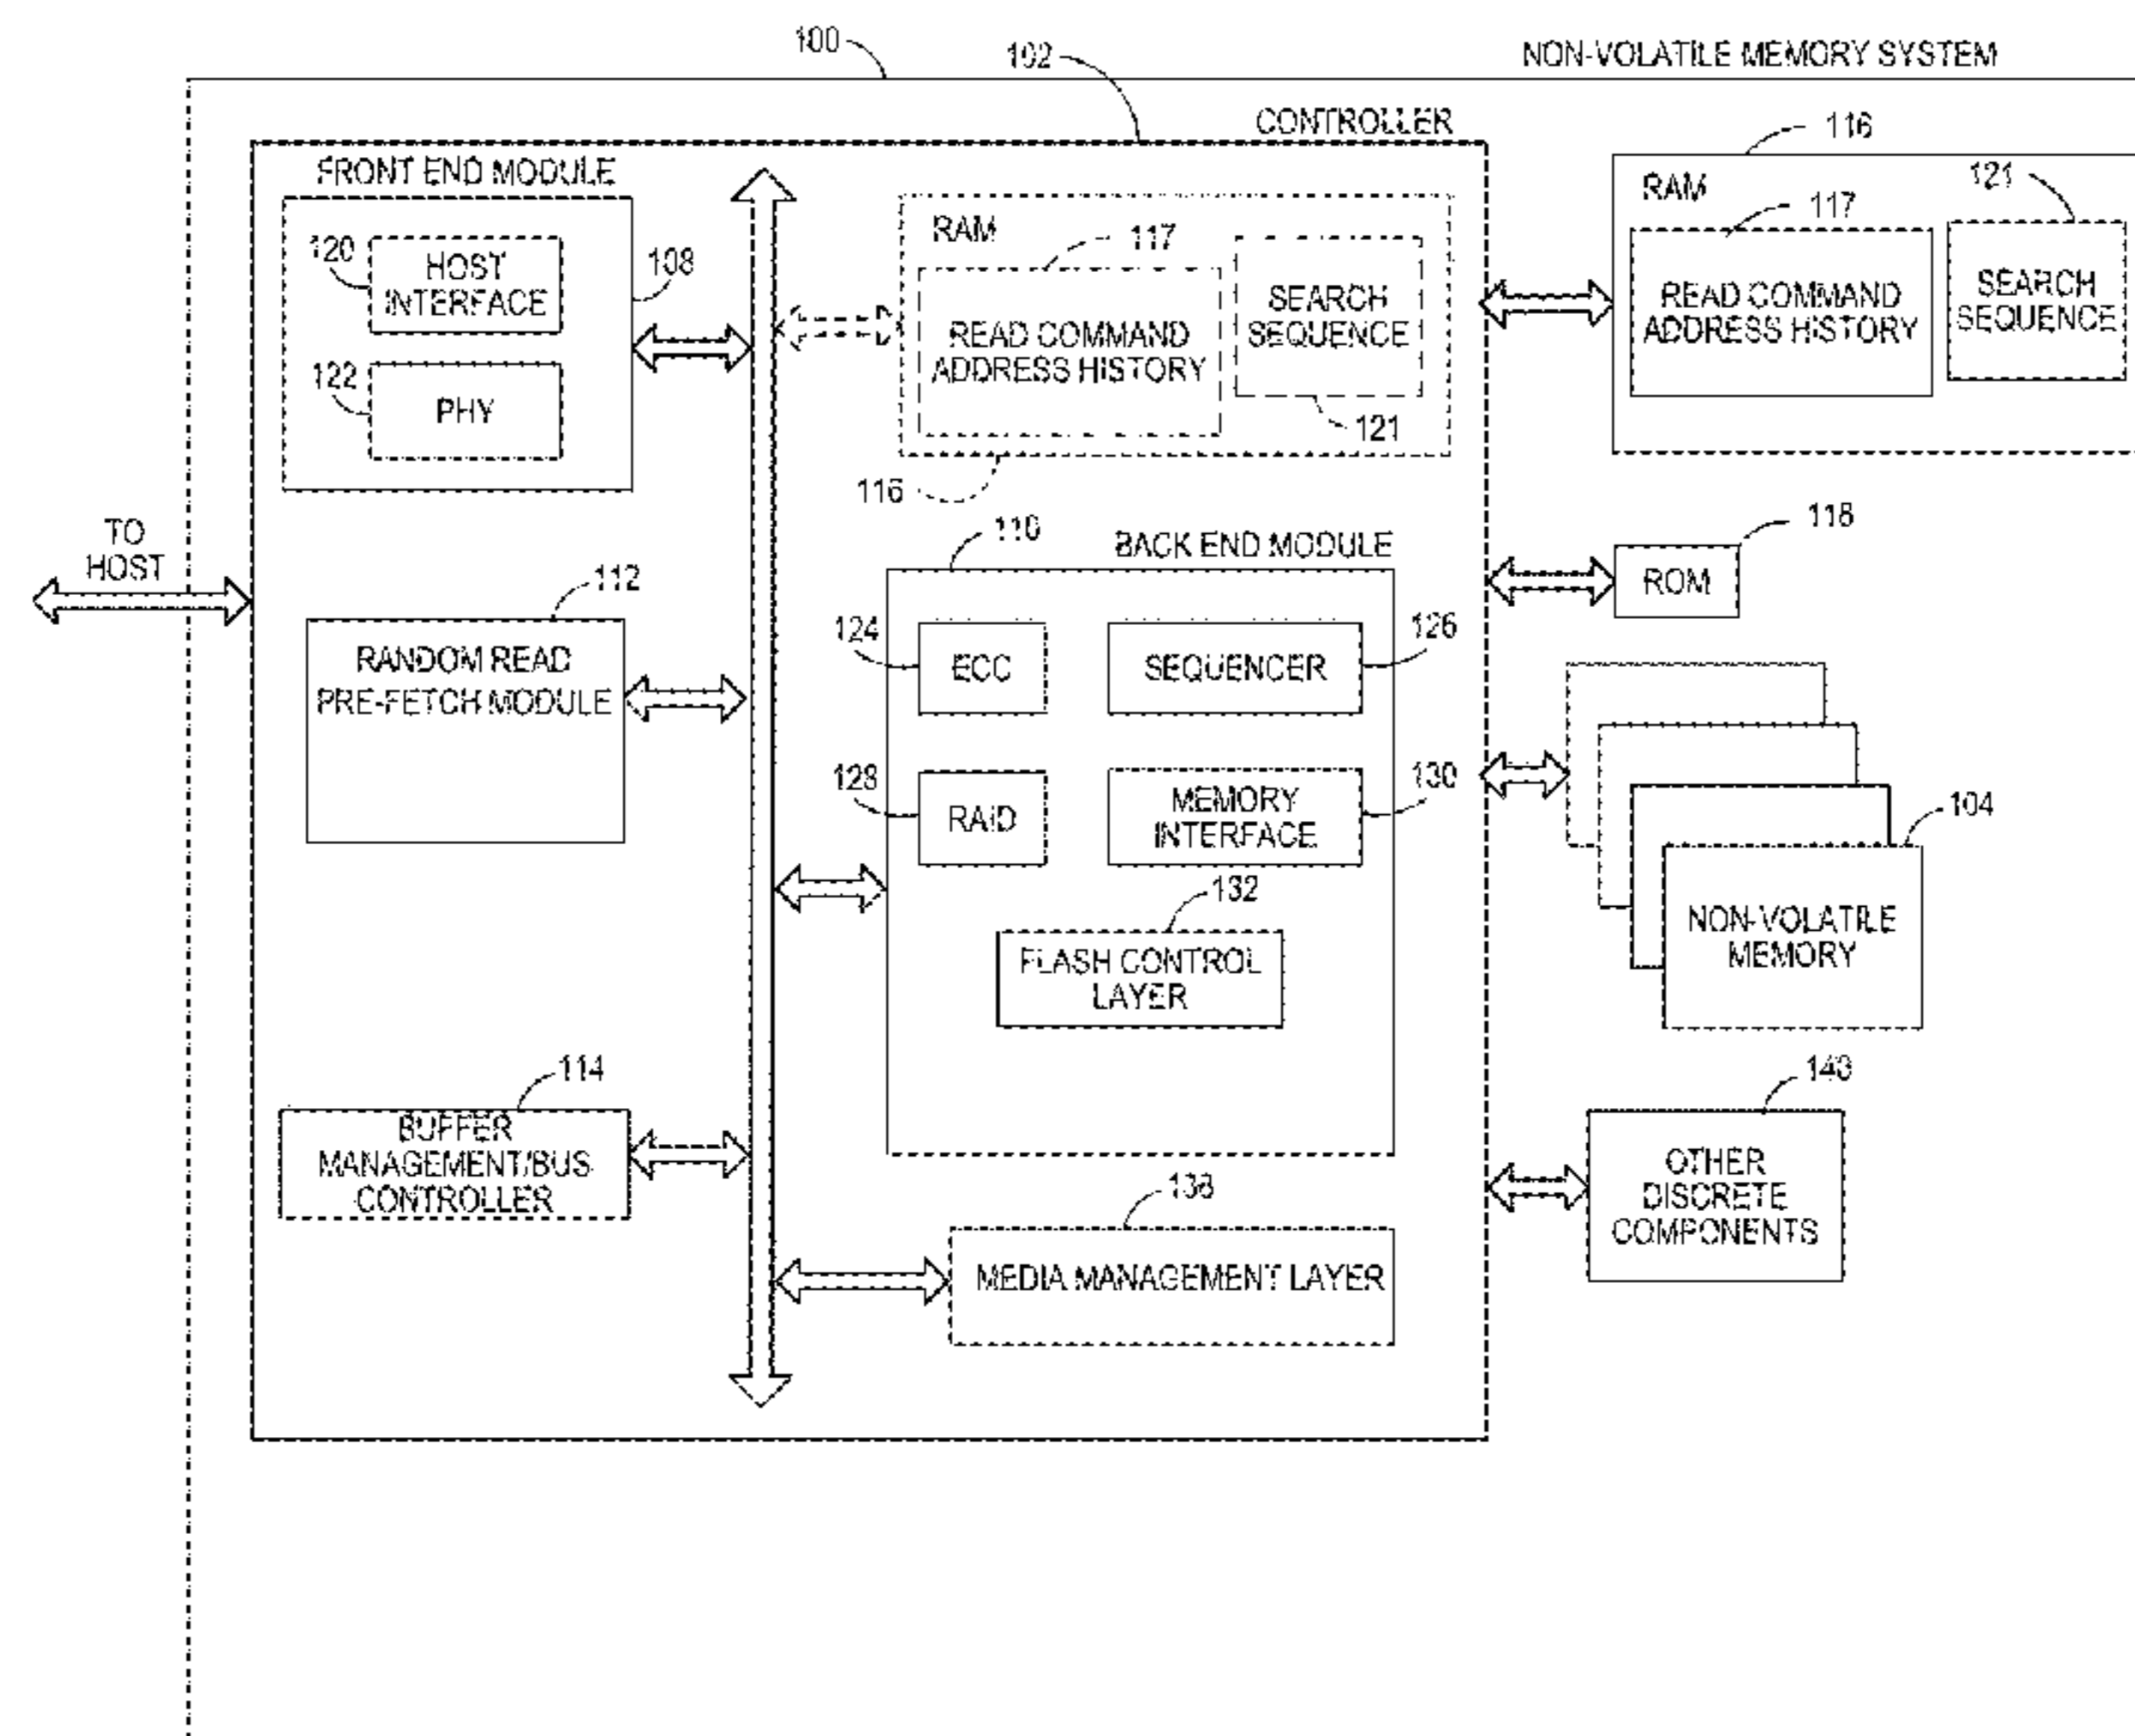 100
102
NON-VOLATILE MEMORY SYSTEM
CONTROLLER
116
FRONT END MODULE
RAM
121
117
120
HOST
INTERFACE
108
RAM
117
READ COMMAND
ADDRESS HISTORY
SEARCH
SEQUENCE
SEARCH
SEQUENCE
READ COMMAND
ADDRESS HISTORY
122
PHY
121
116
TO
HOST
110
BACK END MODULE
118
ROM
112
RANDOM READ
PRE-FETCH MODULE
124
ECC
SEQUENCER
126
128
RAID
MEMORY
INTERFACE
130
104
132
NON-VOLATILE
MEMORY
FLASH CONTROL
LAYER
114
BUFFER
MANAGEMENT/BUS
CONTROLLER
OTHER
DISCRETE
COMPONENTS
MEDIA MANAGEMENT LAYER